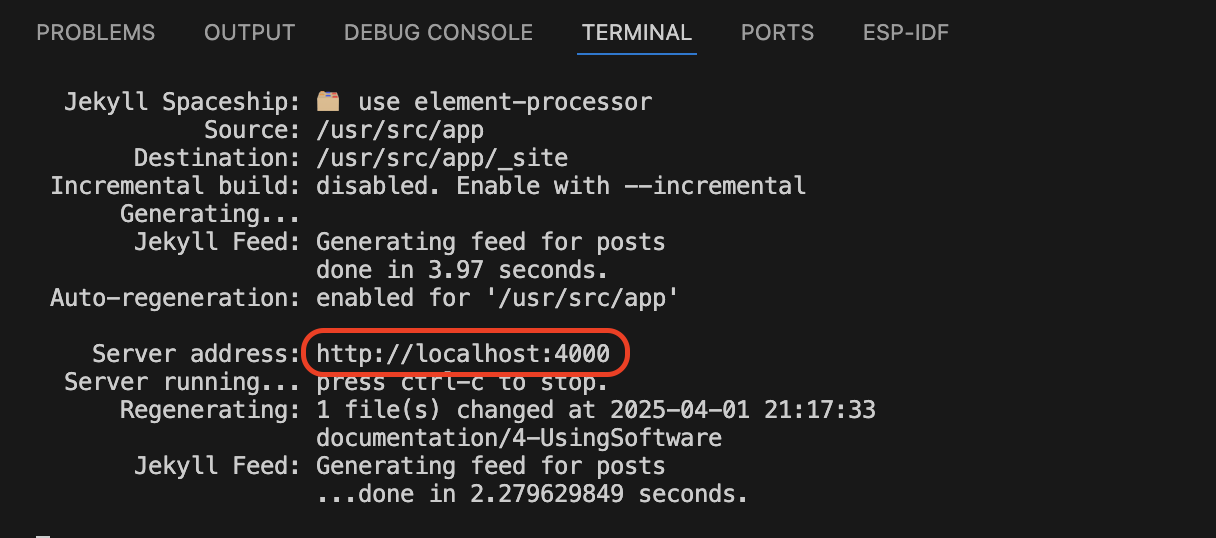 PROBLEMS OUTPUT DEBUG CONSOLE TERMINAL PORTS ESP-IDF
Jekyll Spaceship: 🗂️ use element-processor
Source: /usr/src/app
Destination: /usr/src/app/_site
Incremental build: disabled. Enable with --incremental
Generating...
Jekyll Feed: Generating feed for posts
done in 3.97 seconds.
Auto-regeneration: enabled for '/usr/src/app'
Server address: http://localhost:4000
Server running... press ctrl-c to stop.
Regenerating: 1 file(s) changed at 2025-04-01 21:17:33
documentation/4-UsingSoftware
Jekyll Feed: Generating feed for posts
...done in 2.279629849 seconds.